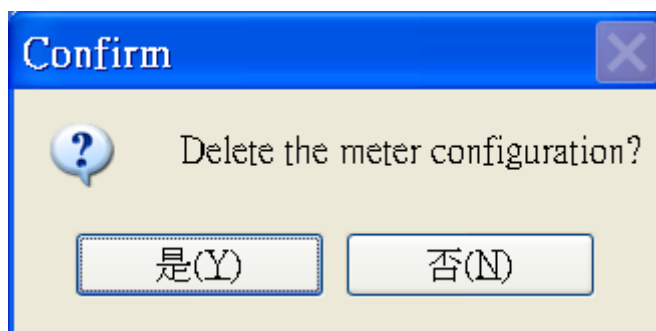 Confirm
Delete the meter configuration?
是(Y) 否(N)